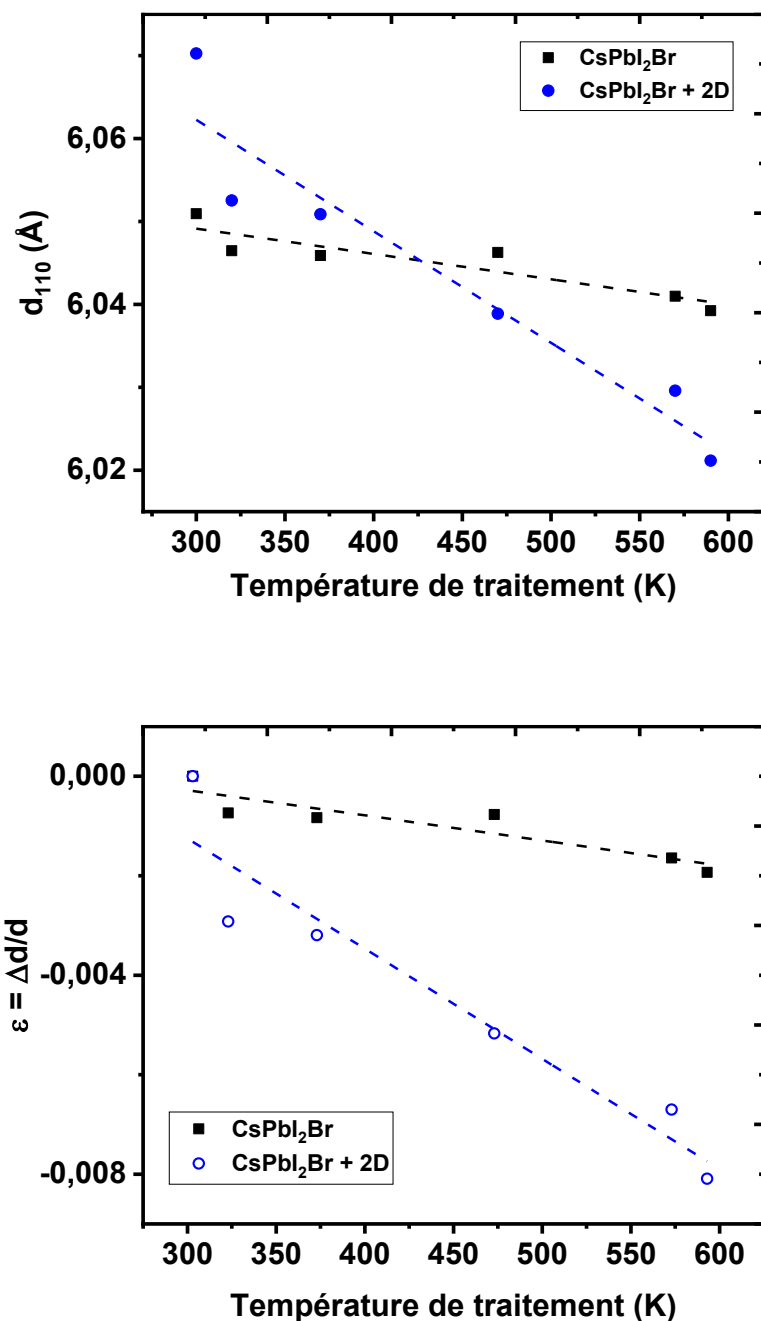 CsPbI₂Br
CsPbI₂Br + 2D
6,06
6,04
6,02
d₁₁₀ (Å)
300 350 400 450 500 550 600
Température de traitement (K)
0,000
-0,004
-0,008
ε = Δd/d
CsPbI₂Br
CsPbI₂Br + 2D
300 350 400 450 500 550 600
Température de traitement (K)